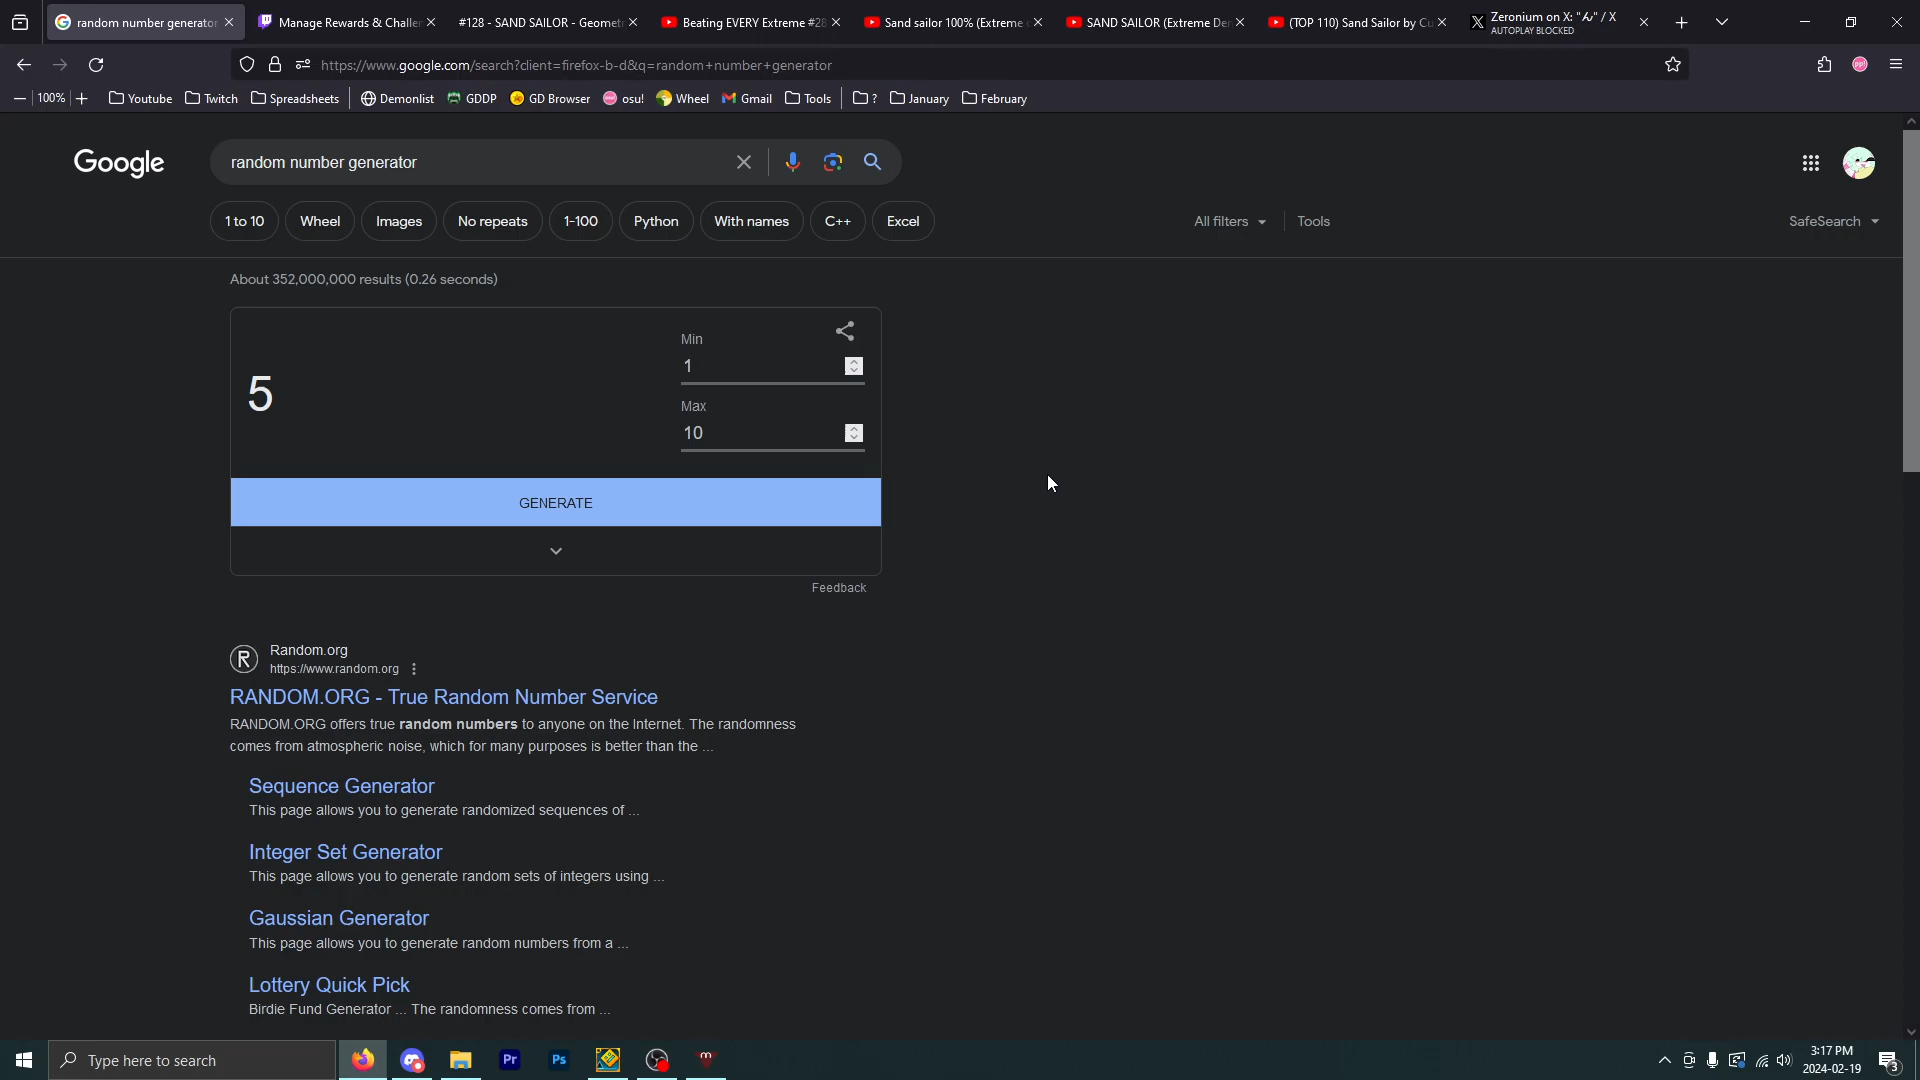 random number generator
Manage Rewards & Challe
#128 - SAND SAILOR - Geomet
Beating EVERY Extreme #28
Sand sailor 100% (Extreme
SAND SAILOR (Extreme De
(TOP 110) Sand Sailor by Cu
Zeronium on X: "ん" / X
AUTOPLAY BLOCKED
https://www.google.com/search?client=firefox-b-d&q=random+number+generator
100%
Youtube
Twitch
Spreadsheets
Demonlist
GDDP
GD Browser
osu!
Wheel
Gmail
Tools
?
January
February
Google
random number generator
1 to 10
Wheel
Images
No repeats
1-100
Python
With names
C++
Excel
All filters
Tools
SafeSearch
About 352,000,000 results (0.26 seconds)
5
Min
1
Max
10
GENERATE
Feedback
R
Random.org
https://www.random.org
RANDOM.ORG - True Random Number Service
RANDOM.ORG offers true random numbers to anyone on the Internet. The randomness
comes from atmospheric noise, which for many purposes is better than the ...
Sequence Generator
This page allows you to generate randomized sequences of ...
Integer Set Generator
This page allows you to generate random sets of integers using ...
Gaussian Generator
This page allows you to generate random numbers from a ...
Lottery Quick Pick
Birdie Fund Generator ... The randomness comes from ...
Type here to search
Pr
Ps
3:17 PM
2024-02-19
3